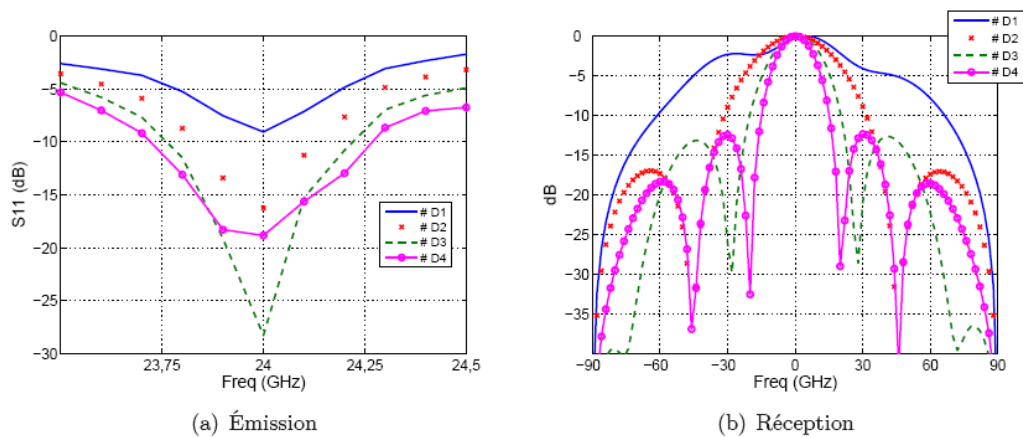 0
−5
−10
−15
−20
−25
−30
S11 (dB)
23,75
24
24,25
24,5
Freq (GHz)
# D1
# D2
# D3
# D4
(a) Émission
0
−5
−10
−15
−20
−25
−30
−35
dB
−90
−60
−30
0
30
60
90
Freq (GHz)
# D1
# D2
# D3
# D4
(b) Réception